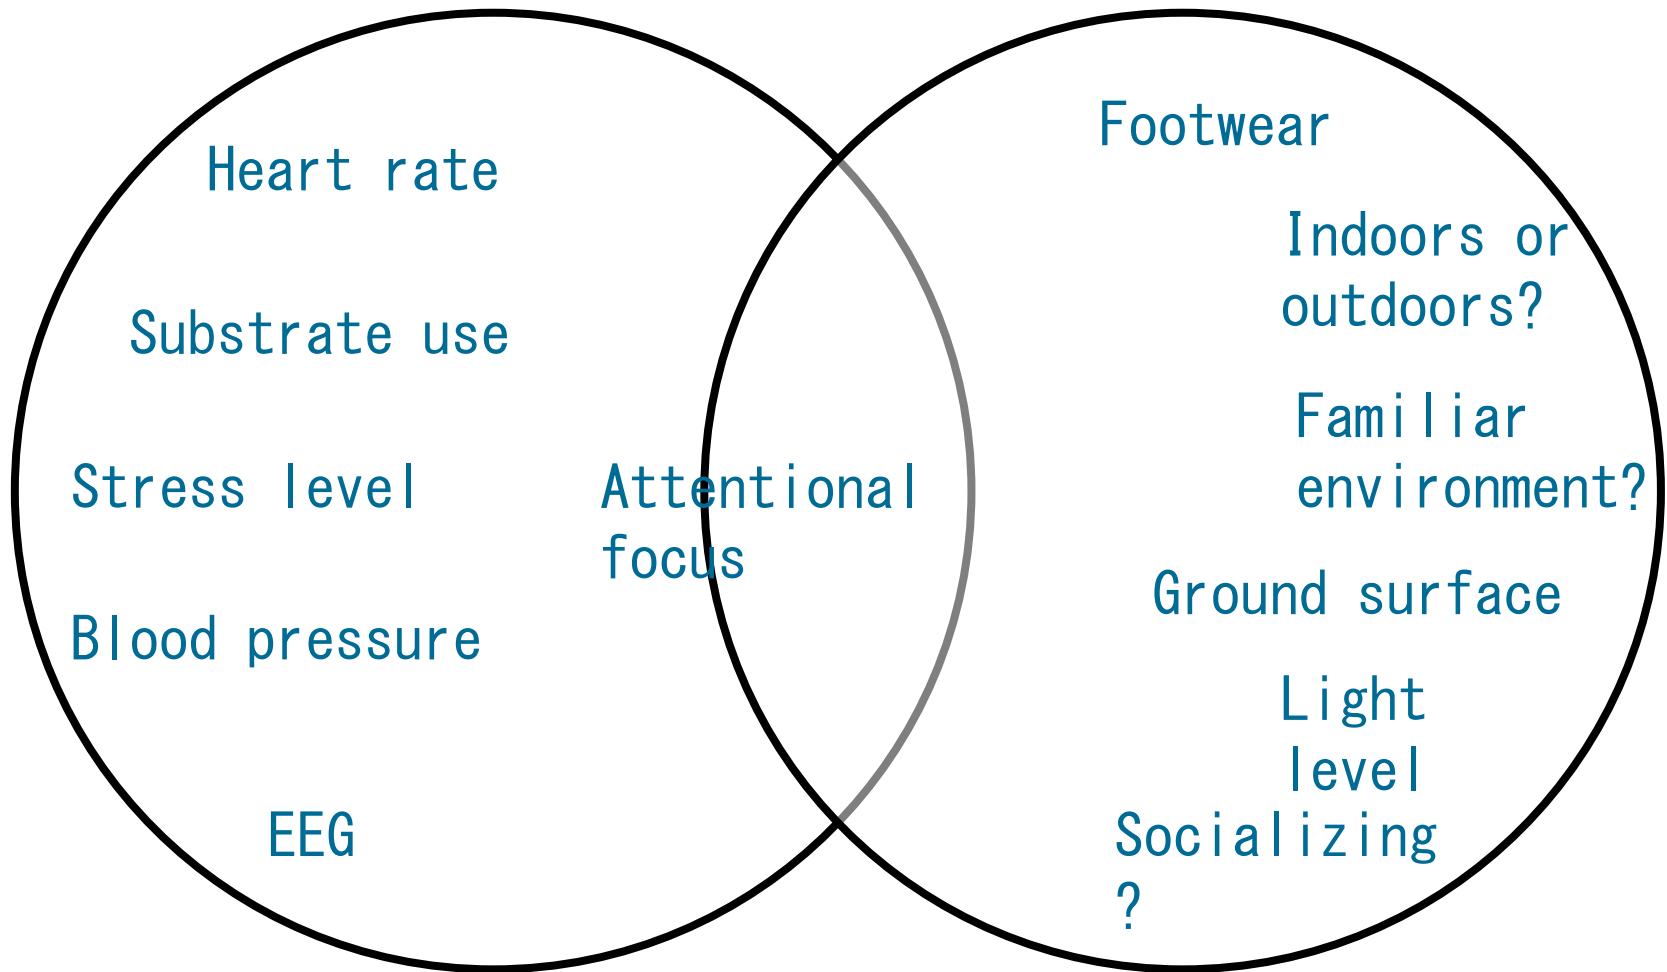 Heart rate
Substrate use
Stress level
Blood pressure
EEG
Attentional
focus
Footwear
Indoors or
outdoors?
Familiar
environment?
Ground surface
Light
level
Socializing
?